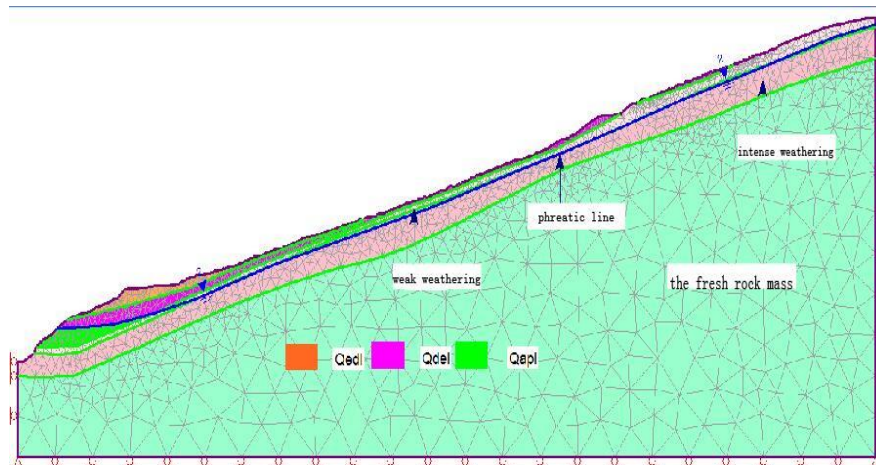 intense weathering
phreatic line
weak weathering
the fresh rock mass
Qedl Qdel Qapl